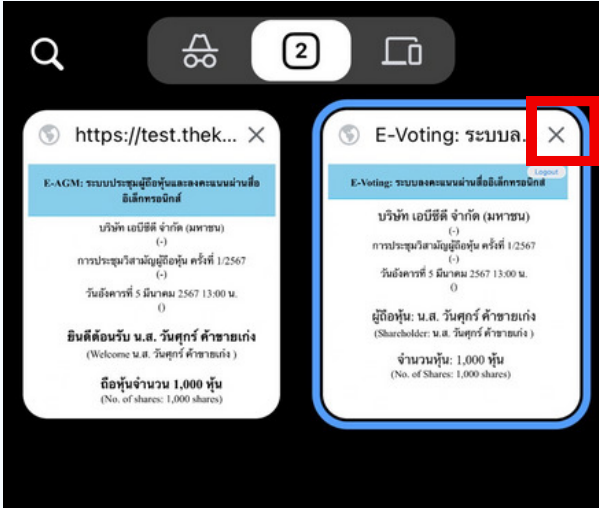 2
https://test.thek...
E-AGM: ระบบประชุมผู้ถือหุ้นและลงคะแนนผ่านสื่อ
อิเล็กทรอนิกส์
บริษัท เอบีซีดี จำกัด (มหาชน)
(-)
การประชุมวิสามัญผู้ถือหุ้น ครั้งที่ 1/2567
(-)
วันอังคารที่ 5 มีนาคม 2567 13:00 น.
()
ยินดีต้อนรับ น.ส. วันศุกร์ ค้าขายเก่ง
(Welcome น.ส. วันศุกร์ ค้าขายเก่ง )
ถือหุ้นจำนวน 1,000 หุ้น
(No. of shares: 1,000 shares)
E-Voting: ระบบล...
Logout
E-Voting: ระบบลงคะแนนผ่านสื่ออิเล็กทรอนิกส์
บริษัท เอบีซีดี จำกัด (มหาชน)
(-)
การประชุมวิสามัญผู้ถือหุ้น ครั้งที่ 1/2567
(-)
วันอังคารที่ 5 มีนาคม 2567 13:00 น.
()
ผู้ถือหุ้น: น.ส. วันศุกร์ ค้าขายเก่ง
(Shareholder: น.ส. วันศุกร์ ค้าขายเก่ง )
จำนวนหุ้น: 1,000 หุ้น
(No. of Shares: 1,000 shares)